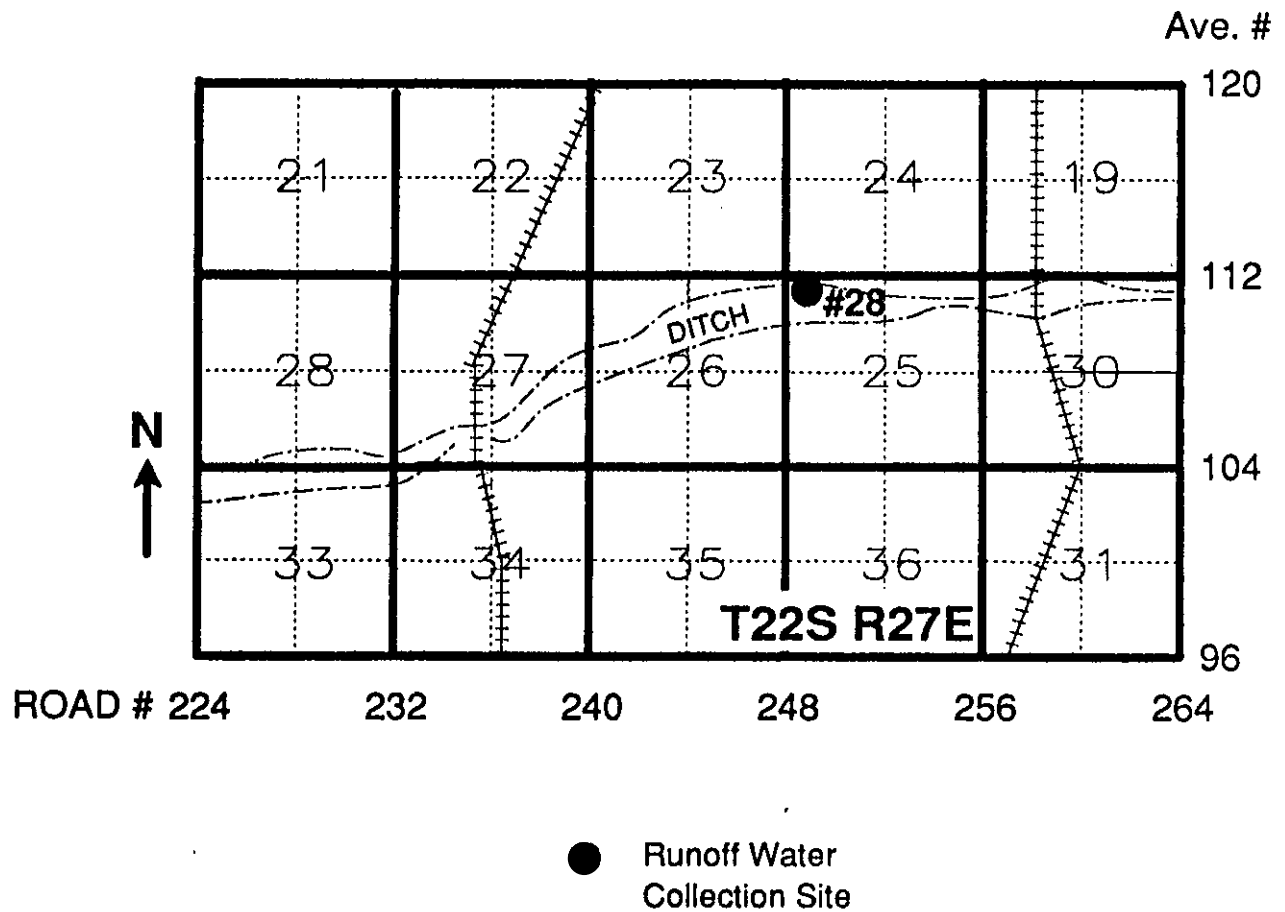 Ave. #
120
21 22 23 24 19
112
#28
DITCH
28 27 26 25 30
N
104
33 34 35 36 31
T22S R27E
96
ROAD # 224 232 240 248 256 264
Runoff Water
Collection Site